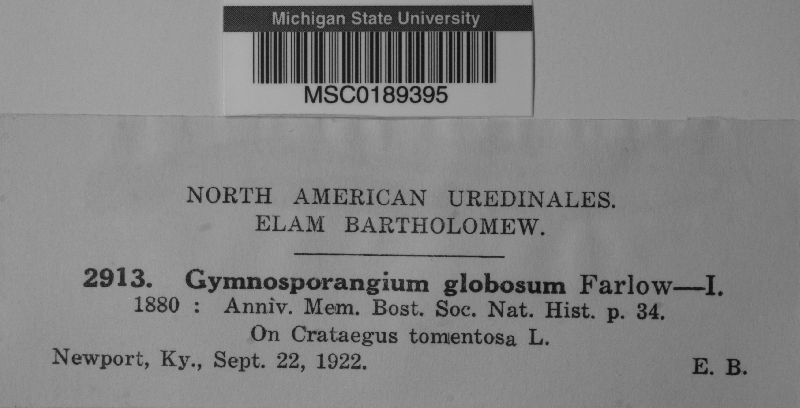 Michigan State University
MSC0189395
NORTH AMERICAN UREDINALES.
ELAM BARTHOLOMEW.
2913. Gymnosporangium globosum Farlow—I.
1880 : Anniv. Mem. Bost. Soc. Nat. Hist. p. 34.
On Crataegus tomentosa L.
Newport, Ky., Sept. 22, 1922. E. B.